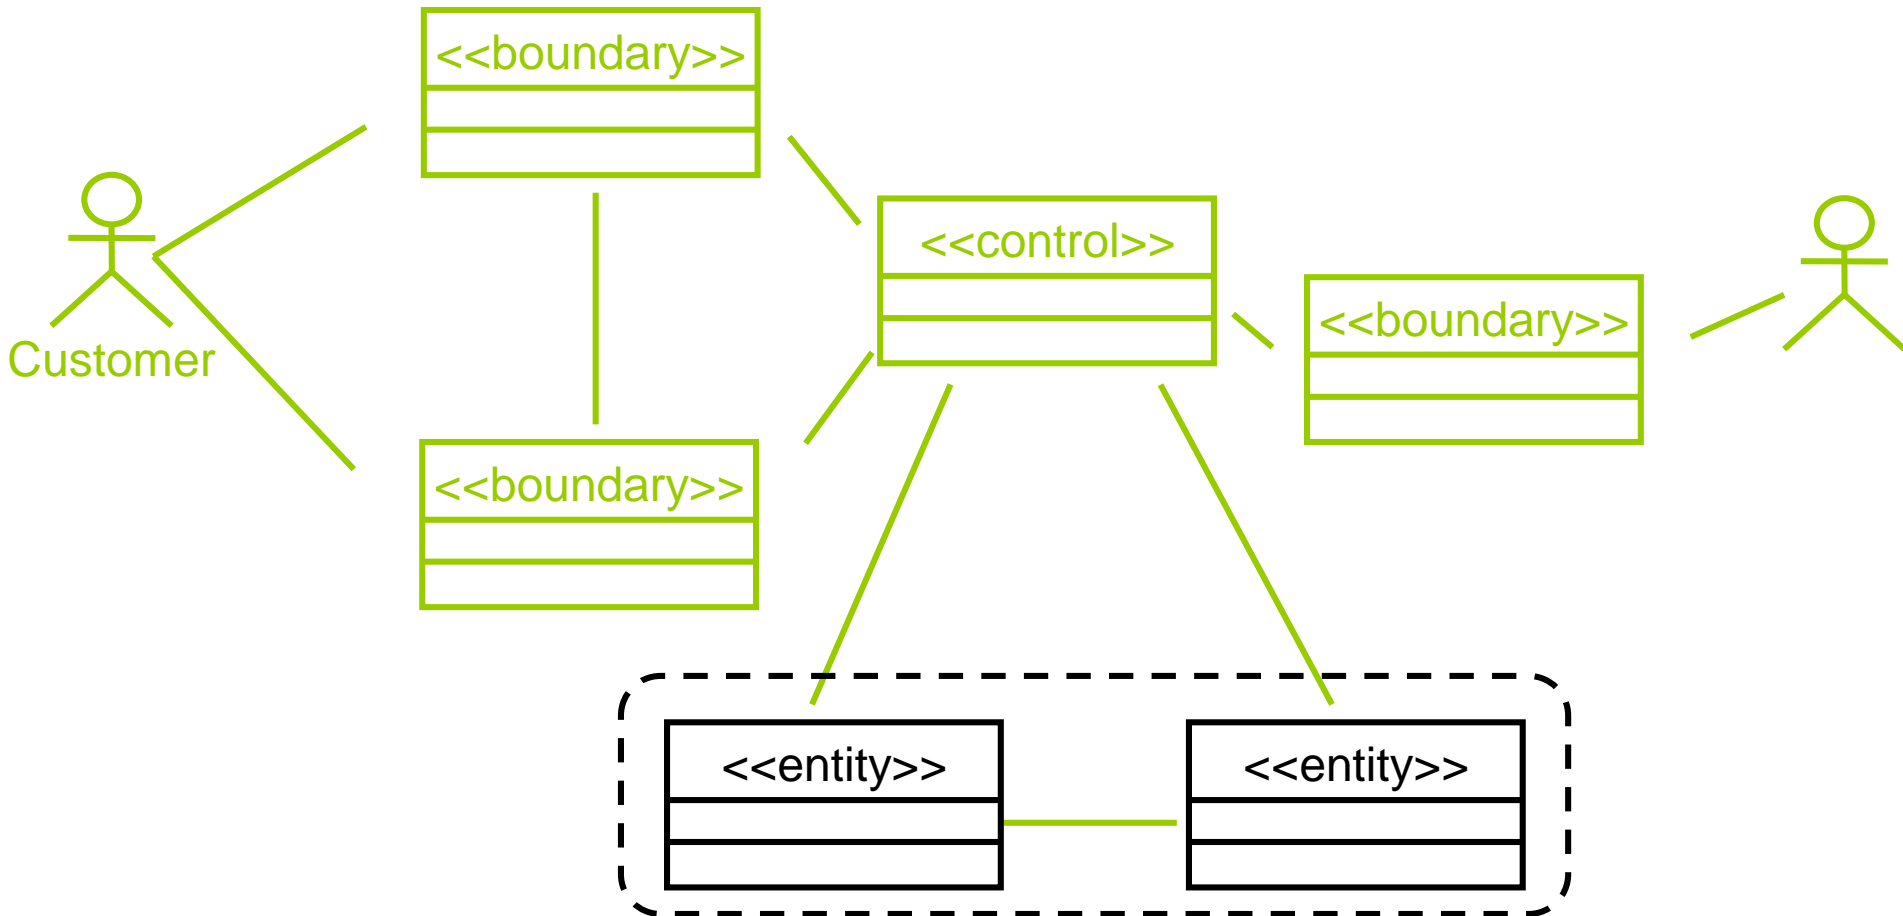 <<boundary>>
<<control>>
<<boundary>>
Customer
<<boundary>>
<<entity>>
<<entity>>